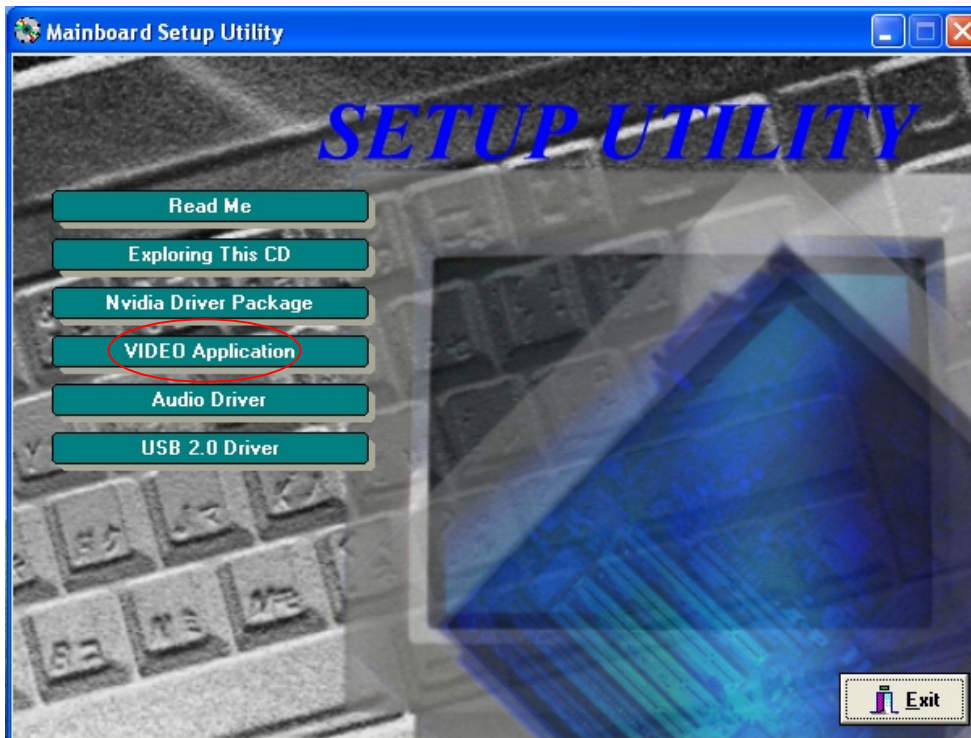 Mainboard Setup Utility
SETUP UTILITY
Read Me
Exploring This CD
Nvidia Driver Package
VIDEO Application
Audio Driver
USB 2.0 Driver
Exit